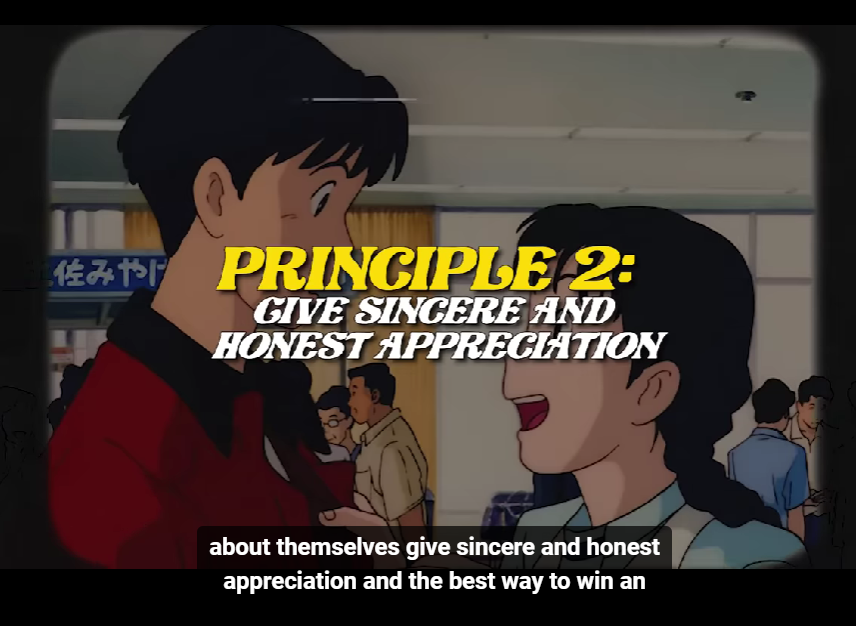 佐みやげ
PRINCIPLE 2:
GIVE SINCERE AND
HONEST APPRECIATION
about themselves give sincere and honest
appreciation and the best way to win an